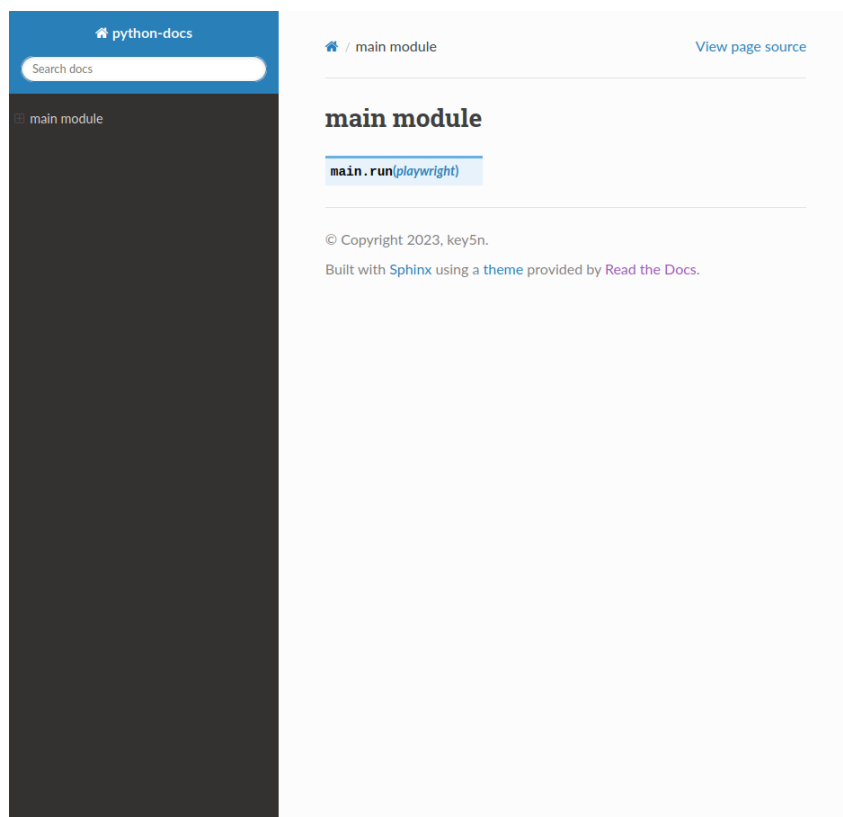 python-docs
Search docs
main module
/ main module
View page source
main module
main.run(playwright)
© Copyright 2023, key5n.
Built with Sphinx using a theme provided by Read the Docs.